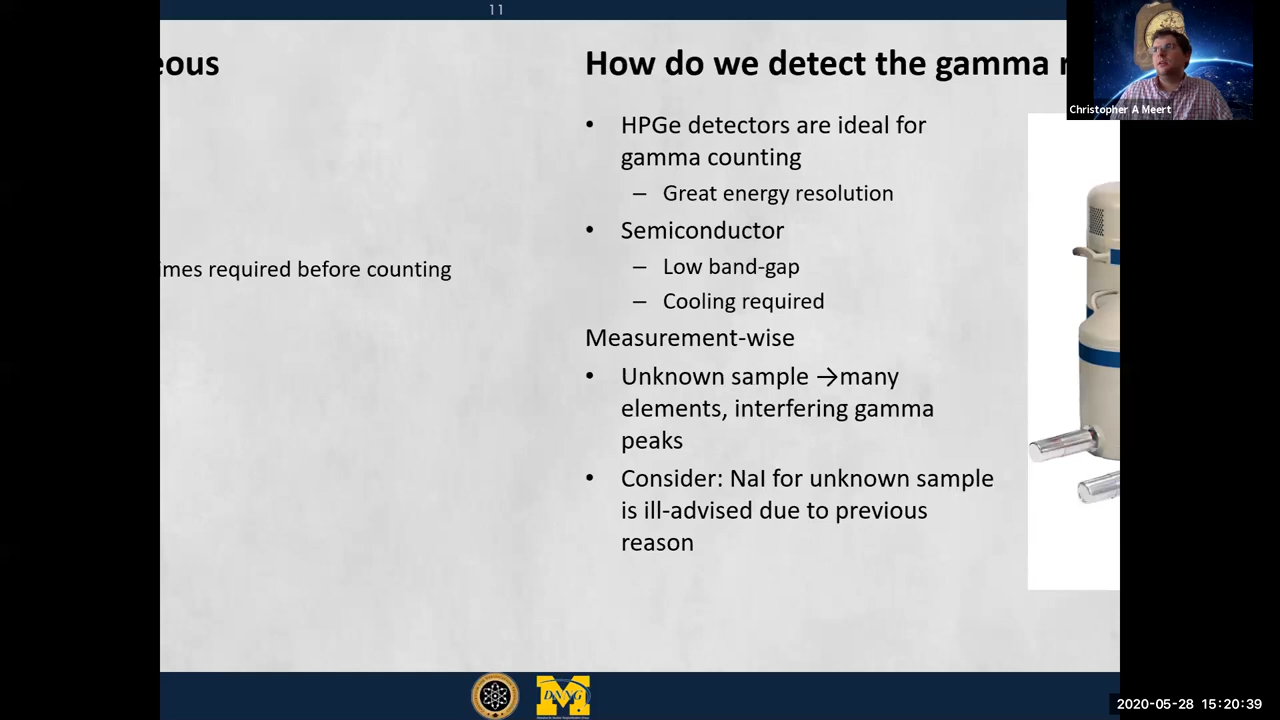 11
eous
How do we detect the gamma
HPGe detectors are ideal for
gamma counting
– Great energy resolution
• Semiconductor
– Low band-gap
imes required before counting
– Cooling required
Measurement-wise
• Unknown sample →many
elements, interfering gamma
peaks
• Consider: NaI for unknown sample
is ill-advised due to previous
reason
Christopher A Meert
DNNG
2020-05-28 15:20:39